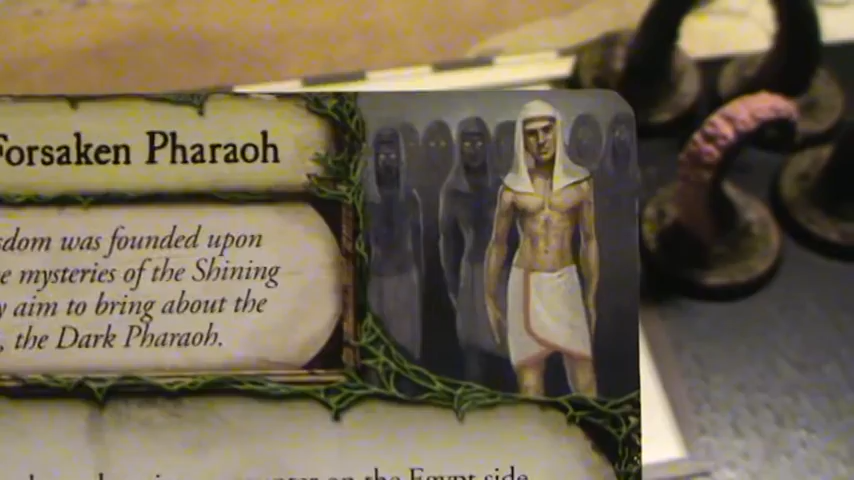 Forsaken Pharaoh
was founded upon
mysteries of the Shining
aim to bring about the
, the Dark Pharaoh.
on the Egypt side